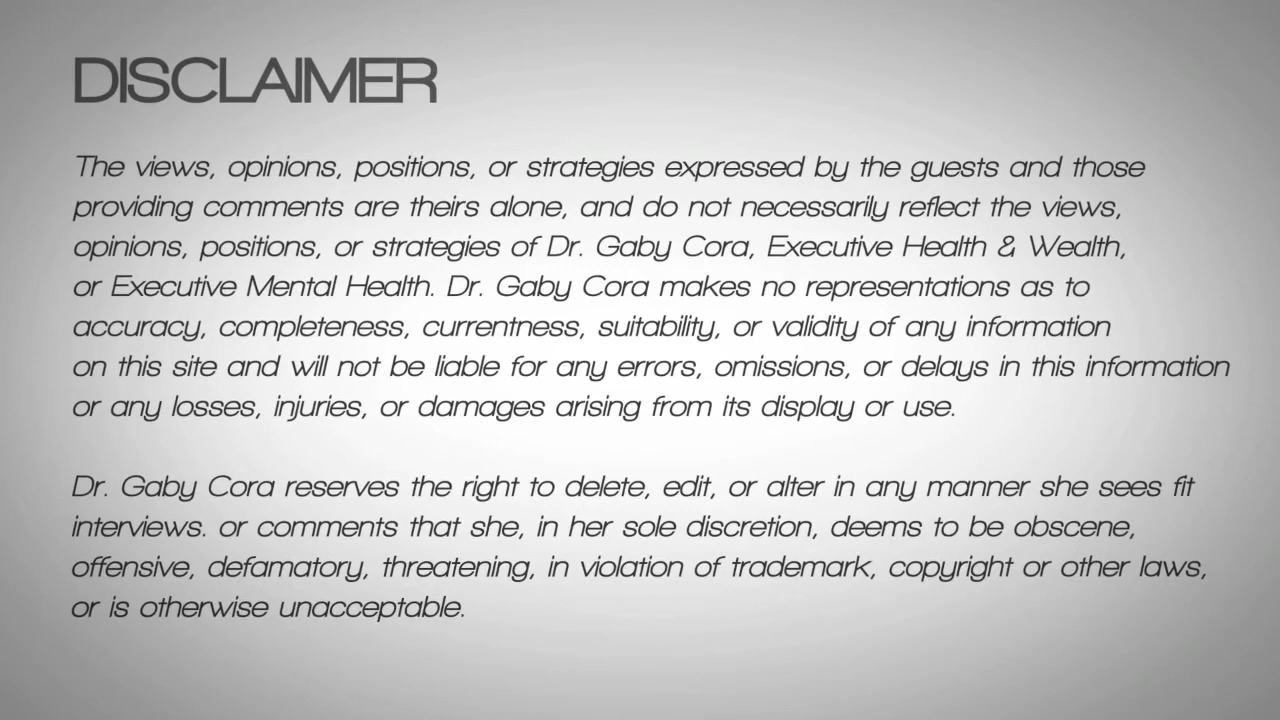 DISCLAIMER
The views, opinions, positions, or strategies expressed by the guests and those
providing comments are theirs alone, and do not necessarily reflect the views,
opinions, positions, or strategies of Dr. Gaby Cora, Executive Health & Wealth,
or Executive Mental Health. Dr. Gaby Cora makes no representations as to
accuracy, completeness, currentness, suitability, or validity of any information
on this site and will not be liable for any errors, omissions, or delays in this information
or any losses, injuries, or damages arising from its display or use.
Dr. Gaby Cora reserves the right to delete, edit, or alter in any manner she sees fit
interviews. or comments that she, in her sole discretion, deems to be obscene,
offensive, defamatory, threatening, in violation of trademark, copyright or other laws,
or is otherwise unacceptable.